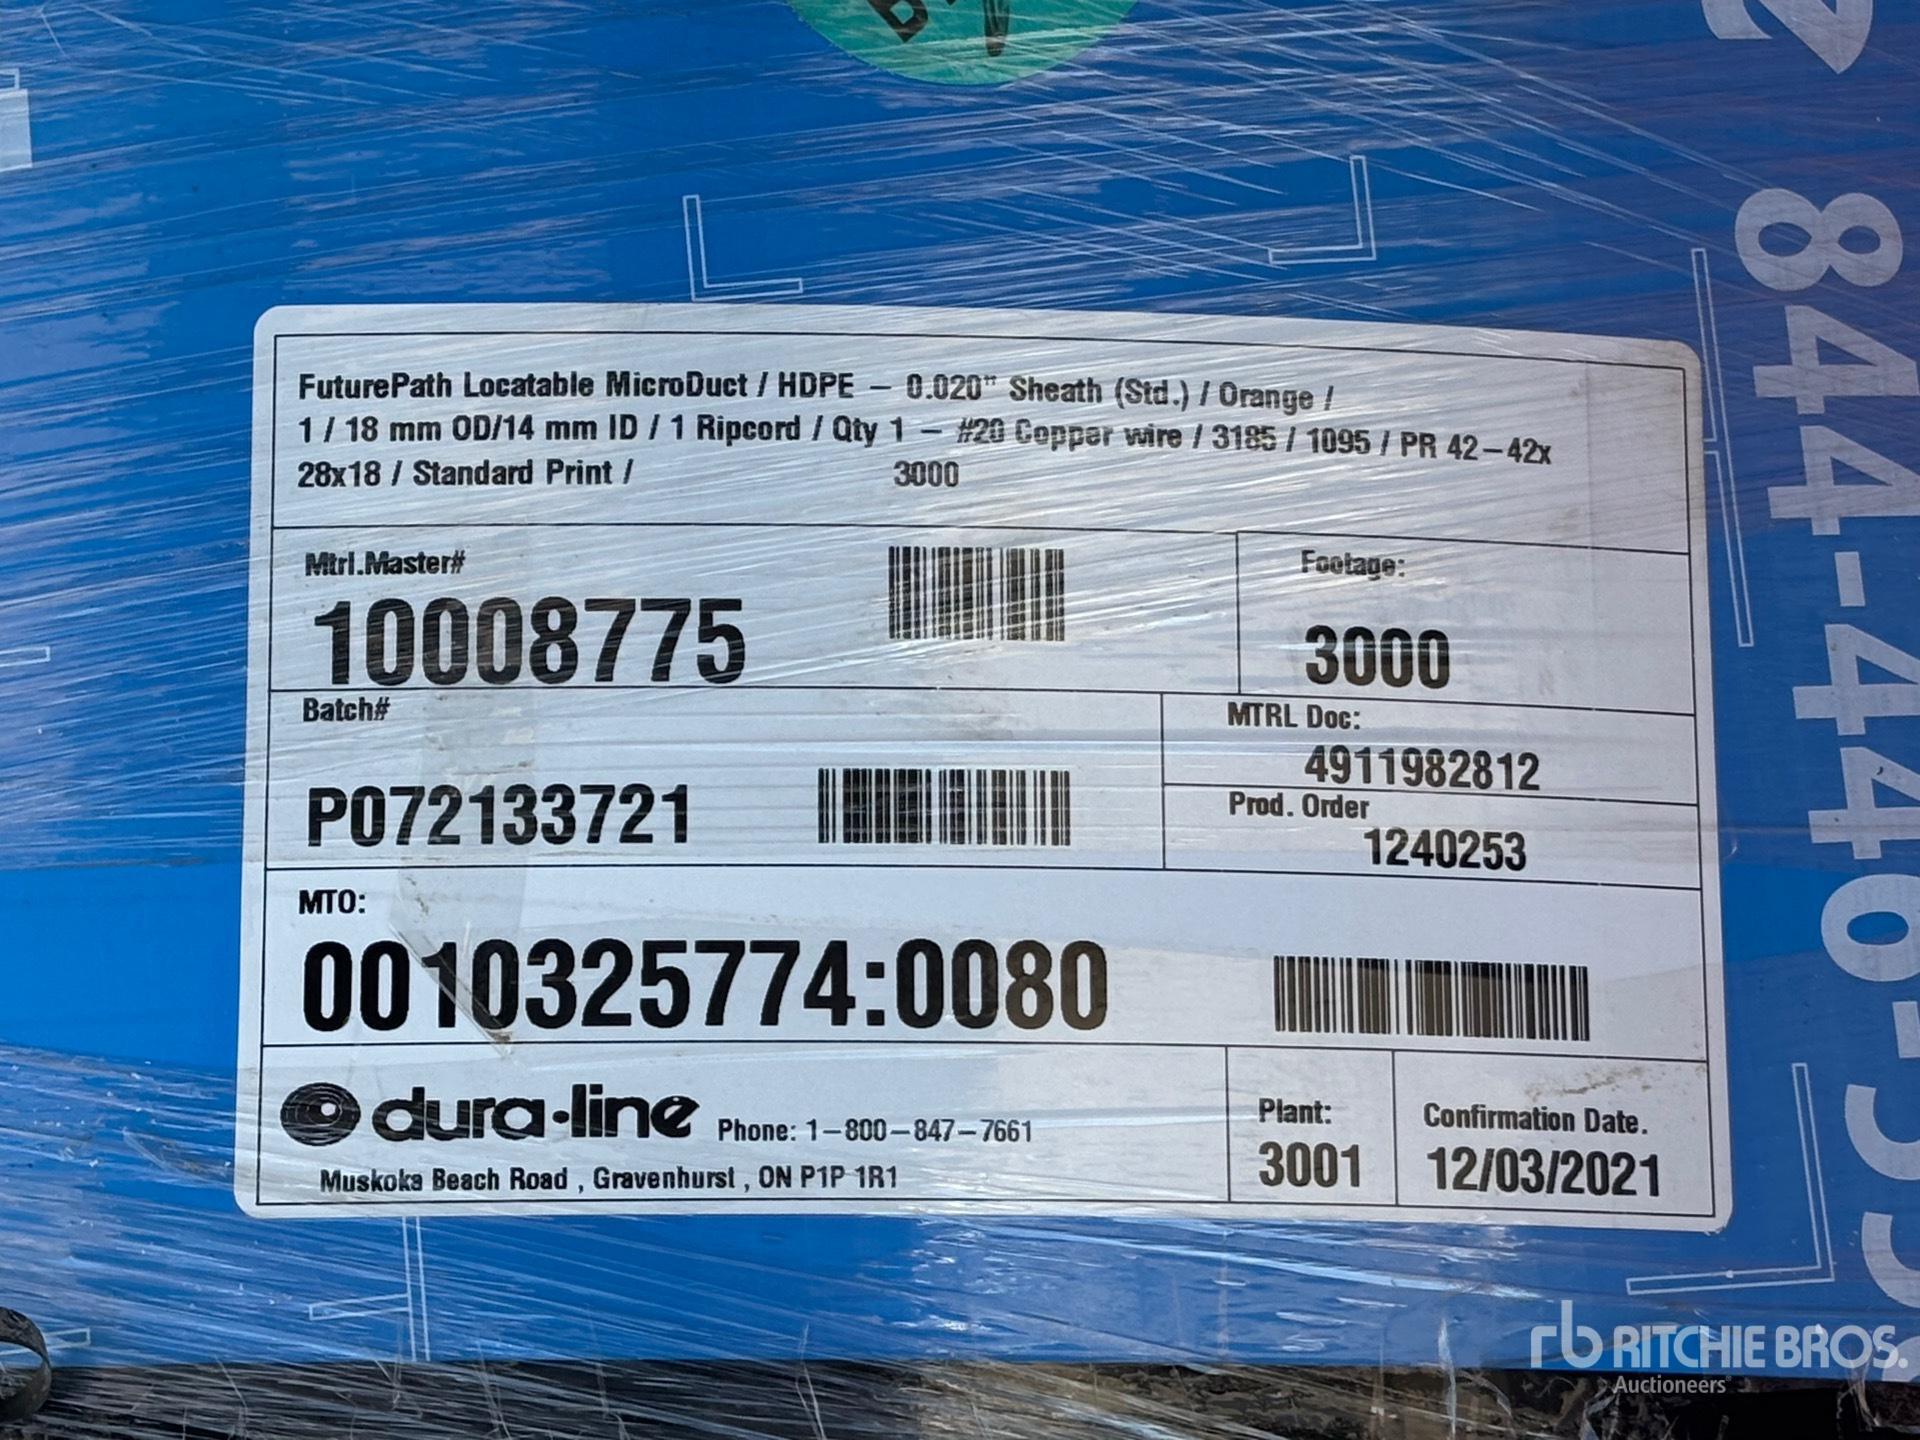 FuturePath Locatable MicroDuct / HDPE – 0.020" Sheath (Std.) / Orange /
1 / 18 mm OD/14 mm ID / 1 Ripcord / Qty 1 – #20 Copper wire / 3185 / 1095 / PR 42–42x
28x18 / Standard Print / 3000
Mtrl.Master#
10008775
Footage:
3000
Batch#
P072133721
MTRL Doc:
4911982812
Prod. Order
1240253
MTO:
0010325774:0080
dura-line Phone: 1–800–847–7661
Muskoka Beach Road , Gravenhurst , ON P1P 1R1
Plant:
3001
Confirmation Date.
12/03/2021
rb RITCHIE BROS.
Auctioneers